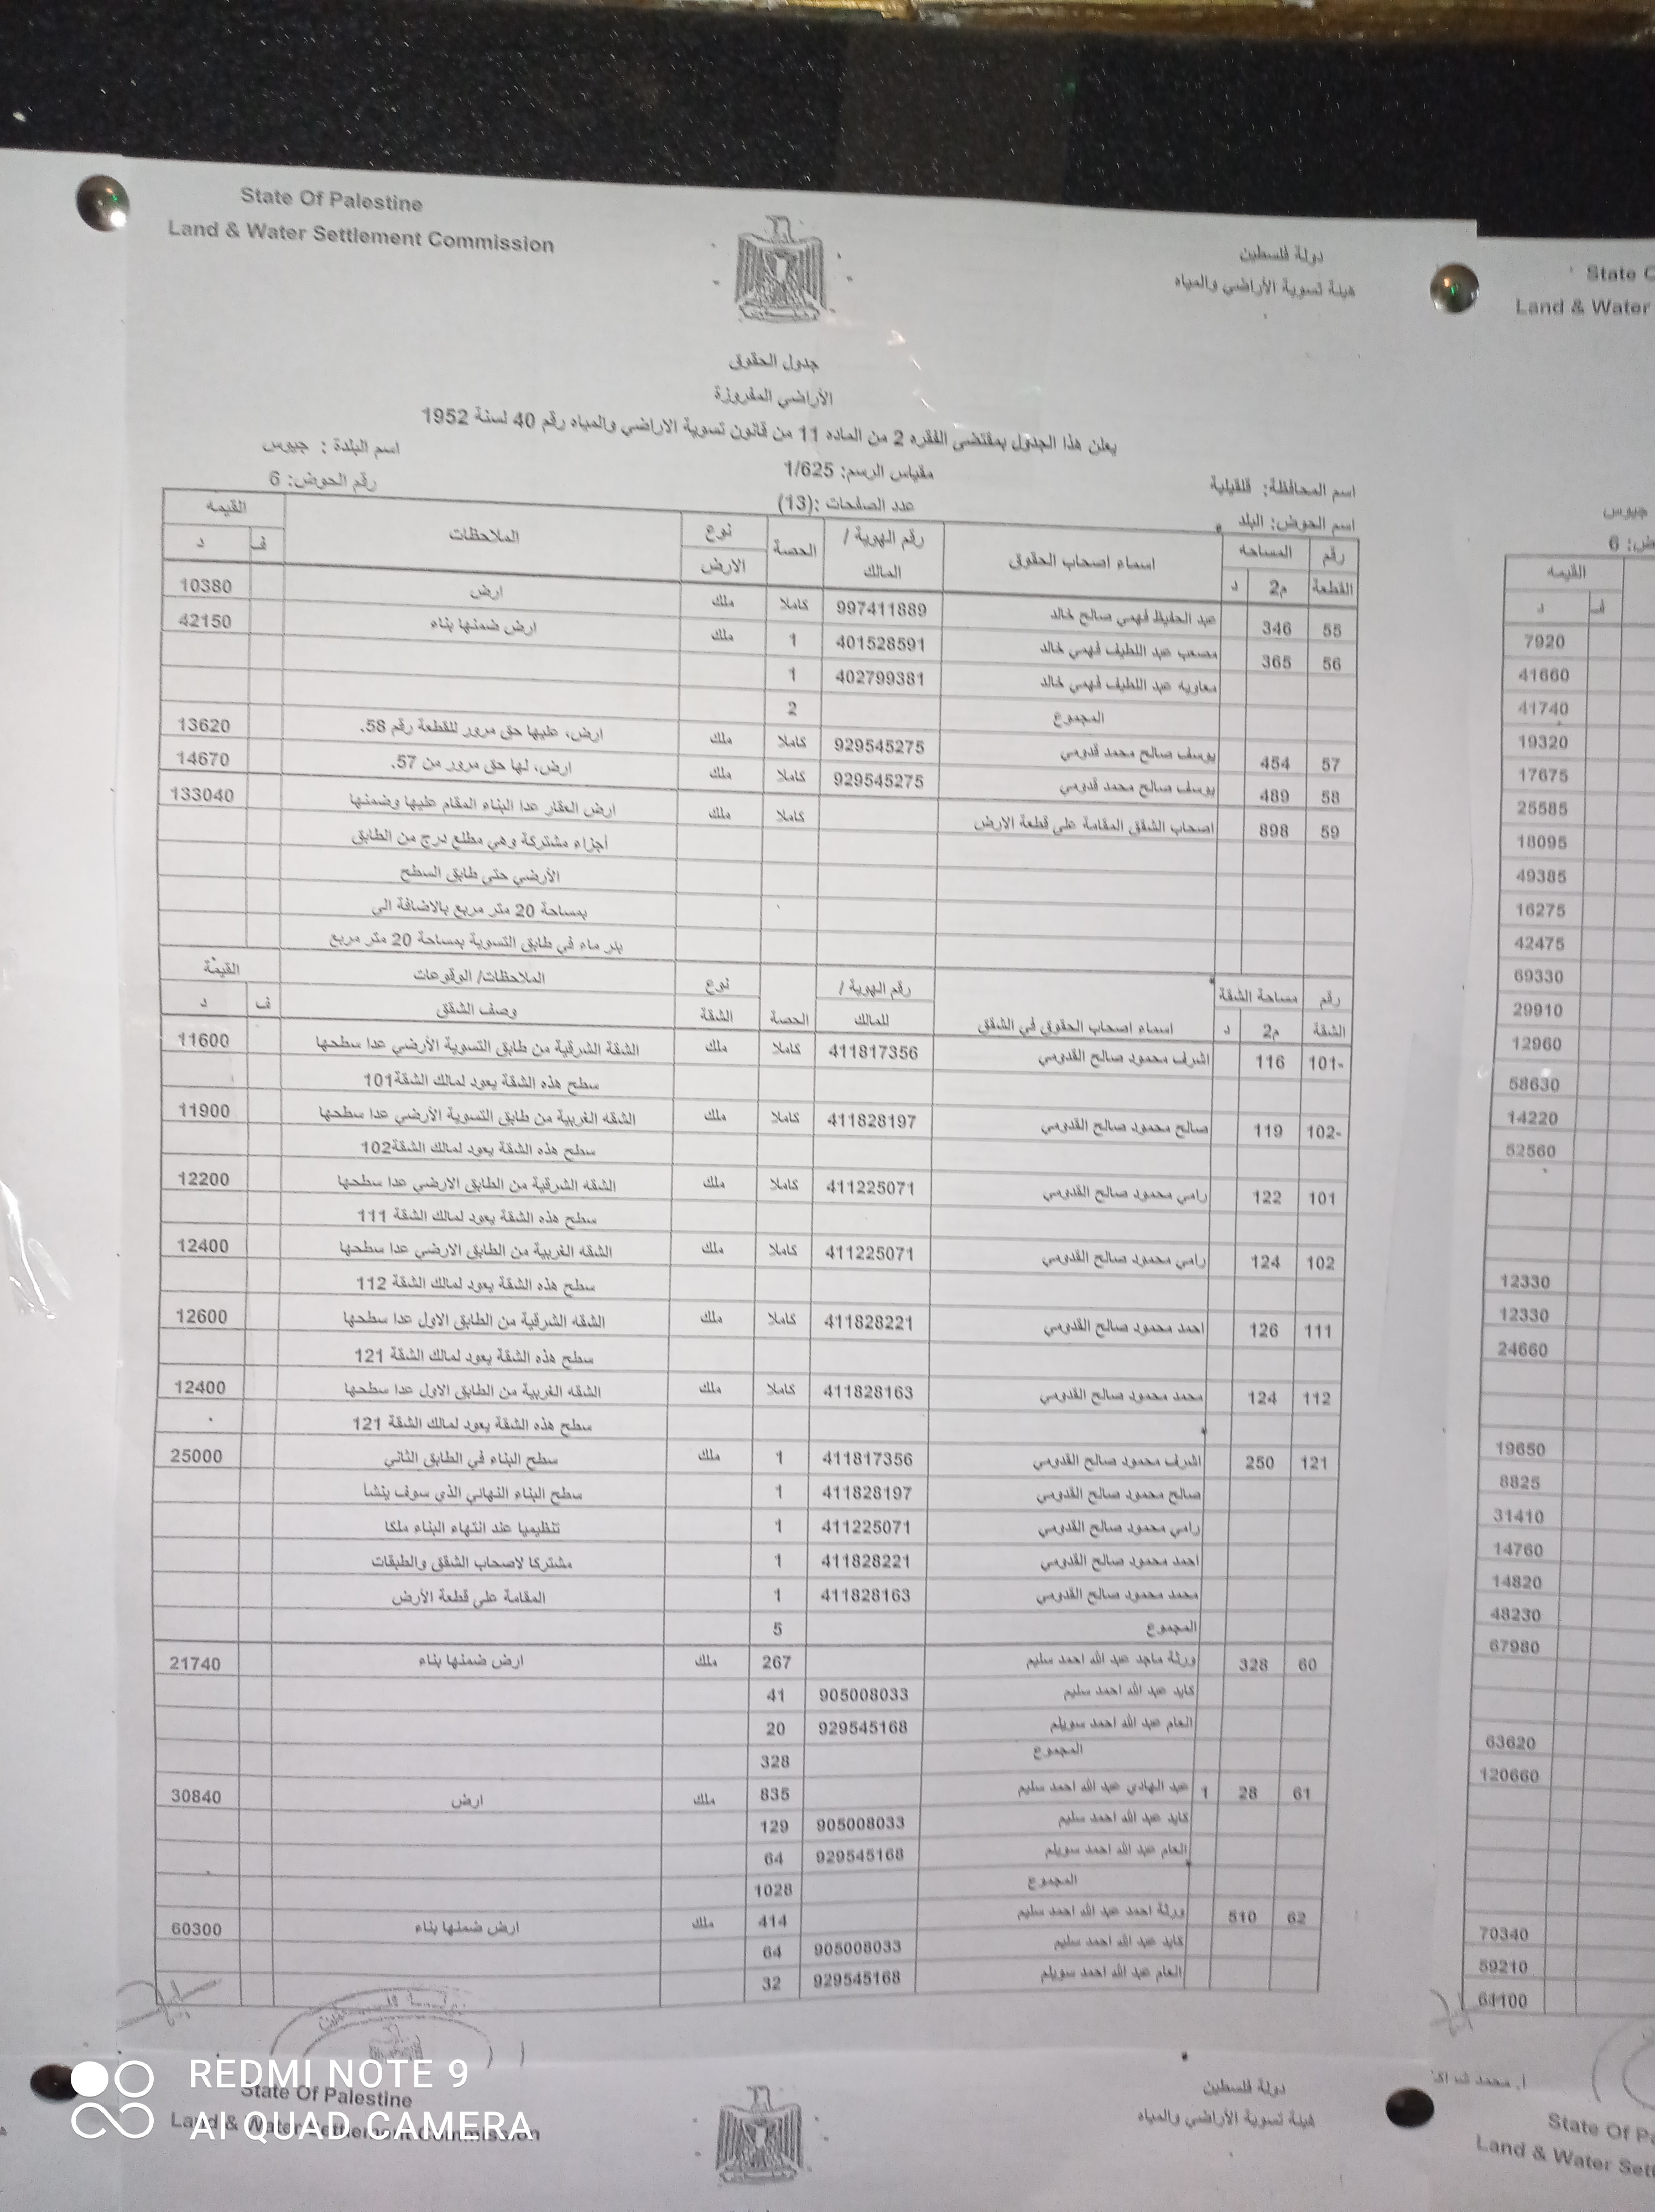 State Of Palestine
Land & Water Settlement Commission
دولة فلسطين
هيئة تسوية الأراضي والمياه
جدول الحقوق
الأراضي المفروزة
يعلن هذا الجدول بمقتضى الفقره 2 من الماده 11 من قانون تسوية الاراضي والمياه رقم 40 لسنة 1952
اسم المحافظة: قلقيلية مقياس الرسم: 1/625 اسم البلدة : جيوس
اسم الحوض: البلد عدد الصفحات :(13) رقم الحوض: 6
رقم القطعة المساحه م2 د اسماء اصحاب الحقوق رقم الهوية / المالك الحصة نوع الارض الملاحظات القيمه ف د
55 346 عبد الحفيظ فهمي صالح خالد 997411889 كاملا ملك ارض 10380
56 365 مصعب عبد اللطيف فهمي خالد 401528591 1 ملك ارض ضمنها بناء 42150
معاويه عبد اللطيف فهمي خالد 402799381 1
المجموع 2
57 454 يوسف صالح محمد قدومي 929545275 كاملا ملك ارض، عليها حق مرور للقطعة رقم 58. 13620
58 489 يوسف صالح محمد قدومي 929545275 كاملا ملك ارض، لها حق مرور من 57. 14670
59 898 اصحاب الشقق المقامة على قطعة الارض كاملا ملك ارض العقار عدا البناء المقام عليها وضمنها 133040
أجزاء مشتركة وهي مطلع درج من الطابق
الأرضي حتى طابق السطح
بمساحة 20 متر مربع بالاضافة الى
بئر ماء في طابق التسوية بمساحة 20 متر مربع
رقم الشقة مساحة الشقة م2 د اسماء اصحاب الحقوق في الشقق رقم الهوية / للمالك الحصة نوع الشقة الملاحظات/ الوقوعات وصف الشقق القيمة ف د
101- 116 اشرف محمود صالح القدومي 411817356 كاملا ملك الشقة الشرقية من طابق التسوية الأرضي عدا سطحها 11600
سطح هذه الشقة يعود لمالك الشقة101
102- 119 صالح محمود صالح القدومي 411828197 كاملا ملك الشقه الغربية من طابق التسوية الأرضي عدا سطحها 11900
سطح هذه الشقة يعود لمالك الشقة102
101 122 رامي محمود صالح القدومي 411225071 كاملا ملك الشقه الشرقية من الطابق الارضي عدا سطحها 12200
سطح هذه الشقة يعود لمالك الشقة 111
102 124 رامي محمود صالح القدومي 411225071 كاملا ملك الشقه الغربية من الطابق الارضي عدا سطحها 12400
سطح هذه الشقة يعود لمالك الشقة 112
111 126 احمد محمود صالح القدومي 411828221 كاملا ملك الشقه الشرقية من الطابق الاول عدا سطحها 12600
سطح هذه الشقة يعود لمالك الشقة 121
112 124 محمد محمود صالح القدومي 411828163 كاملا ملك الشقه الغربية من الطابق الاول عدا سطحها 12400
سطح هذه الشقة يعود لمالك الشقة 121
121 250 اشرف محمود صالح القدومي 411817356 1 ملك سطح البناء في الطابق الثاني 25000
صالح محمود صالح القدومي 411828197 1 سطح البناء النهائي الذي سوف ينشأ
رامي محمود صالح القدومي 411225071 1 تنظيميا عند انتهاء البناء ملكا
احمد محمود صالح القدومي 411828221 1 مشتركا لاصحاب الشقق والطبقات
محمد محمود صالح القدومي 411828163 1 المقامة على قطعة الأرض
المجموع 5
60 328 ورثة ماجد عبد الله احمد سليم 267 ملك ارض ضمنها بناء 21740
كايد عبد الله احمد سليم 905008033 41
انعام عبد الله احمد سويلم 929545168 20
المجموع 328
61 28 1 عبد الهادي عبد الله احمد سليم 835 ملك ارض 30840
كايد عبد الله احمد سليم 905008033 129
انعام عبد الله احمد سويلم 929545168 64
المجموع 1028
62 510 ورثة احمد عبد الله احمد سليم 414 ملك ارض ضمنها بناء 60300
كايد عبد الله احمد سليم 905008033 64
انعام عبد الله احمد سويلم 929545168 32
State Of Palestine
Land & Water Settlement Commission
دولة فلسطين
هيئة تسوية الأراضي والمياه
REDMI NOTE 9
AI QUAD CAMERA
Land & Water
جيوس
القيمه
ف د
7920
41660
41740
19320
17675
25585
18095
49385
16275
42475
69330
29910
12960
58630
14220
52560
12330
12330
24660
19650
8825
31410
14760
14820
48230
67980
63620
120660
70340
59210
64100
أ. محمد
State Of
Land & Water